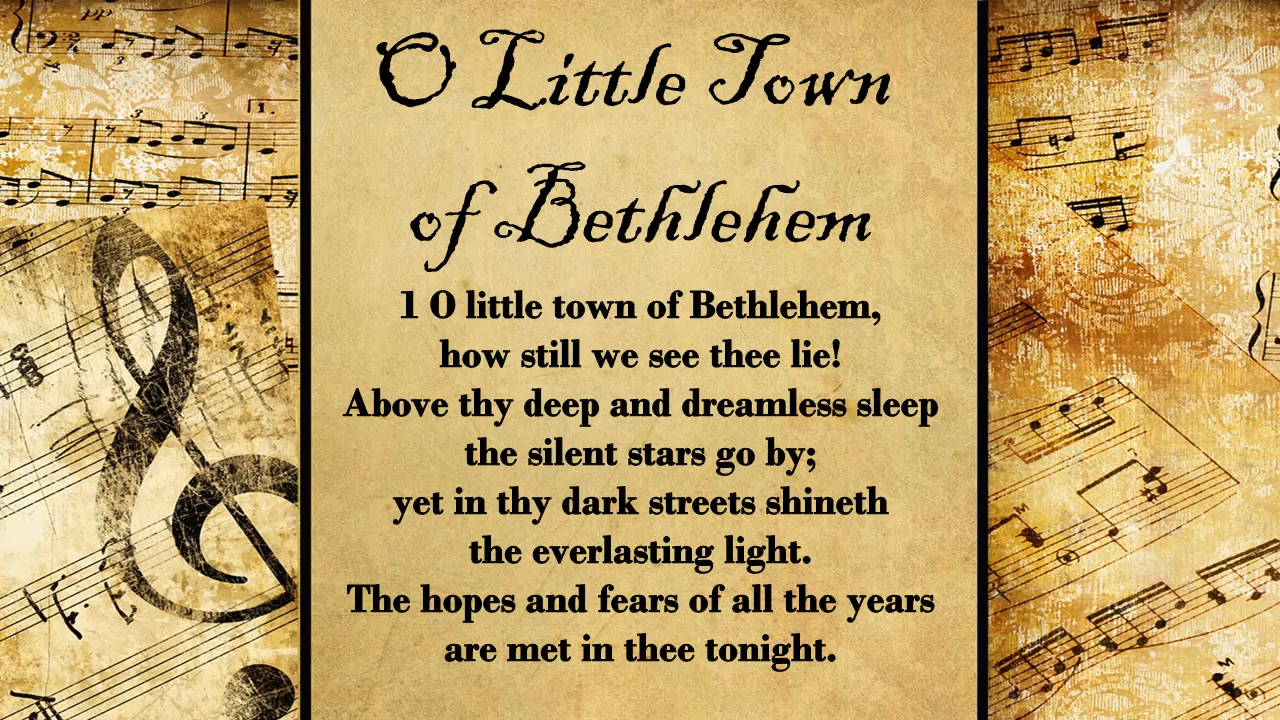 O Little Town
of Bethlehem
1 O little town of Bethlehem,
how still we see thee lie!
Above thy deep and dreamless sleep
the silent stars go by;
yet in thy dark streets shineth
the everlasting light.
The hopes and fears of all the years
are met in thee tonight.